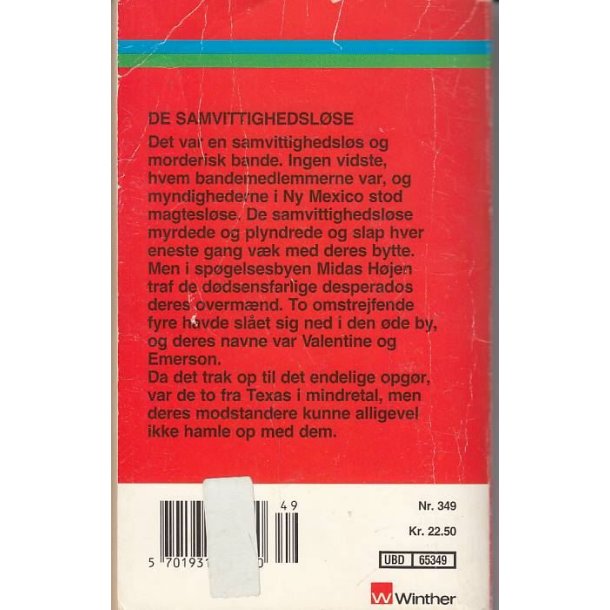 DE SAMVITTIGHEDSLØSE
Det var en samvittighedsløs og
morderisk bande. Ingen vidste,
hvem bandemedlemmerne var, og
myndighederne i Ny Mexico stod
magtesløse. De samvittighedsløse
myrdede og plyndrede og slap hver
eneste gang væk med deres bytte.
Men i spøgelsesbyen Midas Højen
traf de dødsensfarlige desperados
deres overmænd. To omstrejfende
fyre havde slået sig ned i den øde by,
og deres navne var Valentine og
Emerson.
Da det trak op til det endelige opgør,
var de to fra Texas i mindretal, men
deres modstandere kunne alligevel
ikke hamle op med dem.
49
Nr. 349
Kr. 22.50
5 701931 0
UBD 65349
Winther